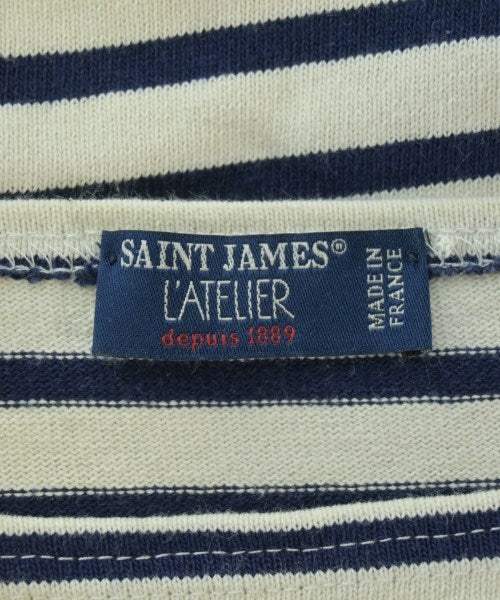 SAINT JAMES®
L'ATELIER
depuis 1889
MADE IN
FRANCE